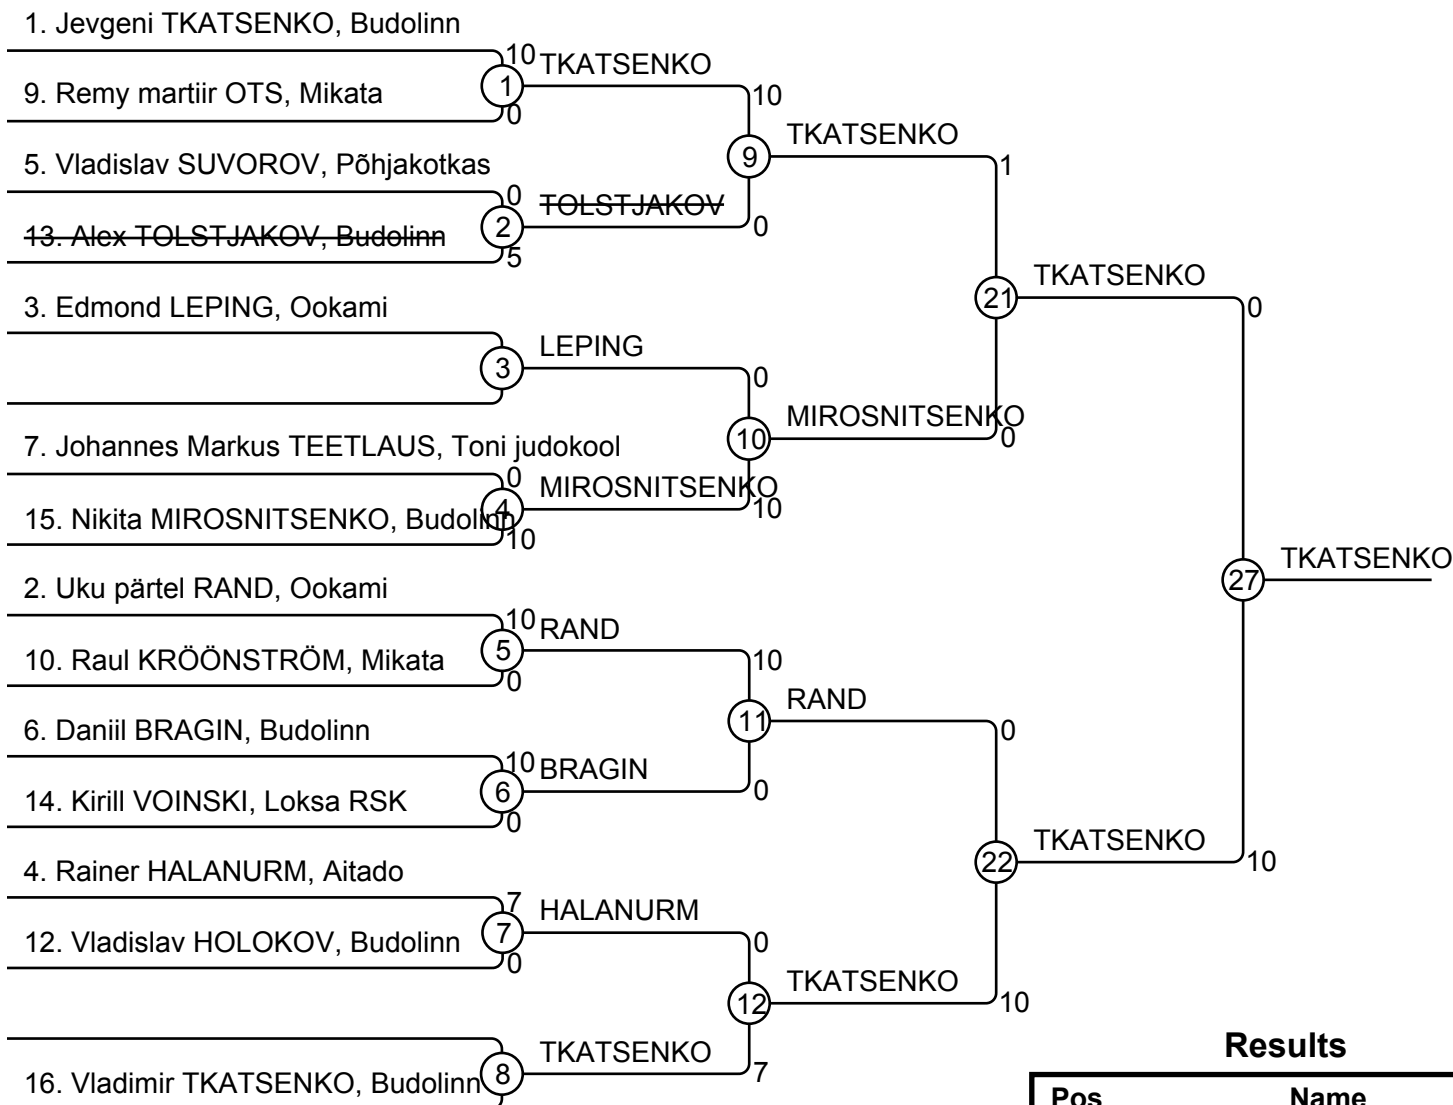 1. Jevgeni TKATSENKO, Budolinn
10 TKATSENKO
1
9. Remy martiir OTS, Mikata
0
10
TKATSENKO
9
1
5. Vladislav SUVOROV, Põhjakotkas
0
TOLSTJAKOV
2
0
13. Alex TOLSTJAKOV, Budolinn
5
TKATSENKO
21
0
3. Edmond LEPING, Ookami
LEPING
3
0
MIROSNITSENKO
10
0
7. Johannes Markus TEETLAUS, Toni judokool
0
MIROSNITSENKO
4
10
15. Nikita MIROSNITSENKO, Budolinn
10
TKATSENKO
27
2. Uku pärtel RAND, Ookami
10 RAND
5
10
10. Raul KRÖÖNSTRÖM, Mikata
0
RAND
11
0
6. Daniil BRAGIN, Budolinn
10 BRAGIN
6
0
14. Kirill VOINSKI, Loksa RSK
0
TKATSENKO
22
10
4. Rainer HALANURM, Aitado
7
HALANURM
7
0
12. Vladislav HOLOKOV, Budolinn
0
TKATSENKO
12
10
TKATSENKO
8
7
16. Vladimir TKATSENKO, Budolinn
Results
Pos Name